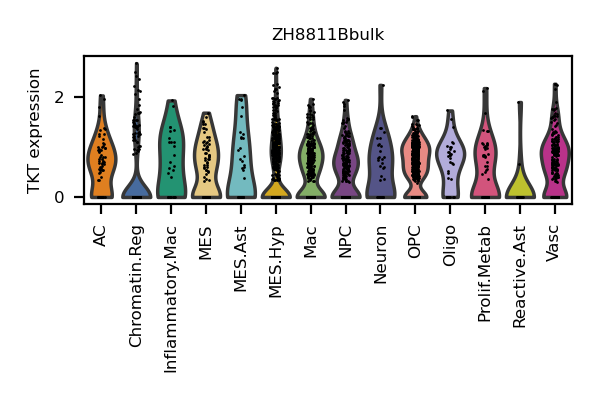 ZH8811Bbulk
TKT expression
2
0
AC
Chromatin.Reg
Inflammatory.Mac
MES
MES.Ast
MES.Hyp
Mac
NPC
Neuron
OPC
Oligo
Prolif.Metab
Reactive.Ast
Vasc